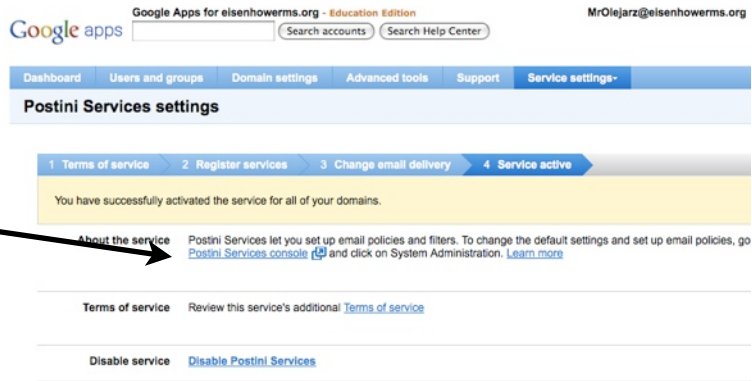 Google Apps for eisenhowerms.org - Education Edition
MrOlejarz@eisenhowerms.org
Google apps
Search accounts
Search Help Center
Dashboard
Users and groups
Domain settings
Advanced tools
Support
Service settings
Postini Services settings
1 Terms of service
2 Register services
3 Change email delivery
4 Service active
You have successfully activated the service for all of your domains.
About the service
Postini Services let you set up email policies and filters. To change the default settings and set up email policies, go
Postini Services console and click on System Administration. Learn more
Terms of service
Review this service's additional Terms of service
Disable service
Disable Postini Services